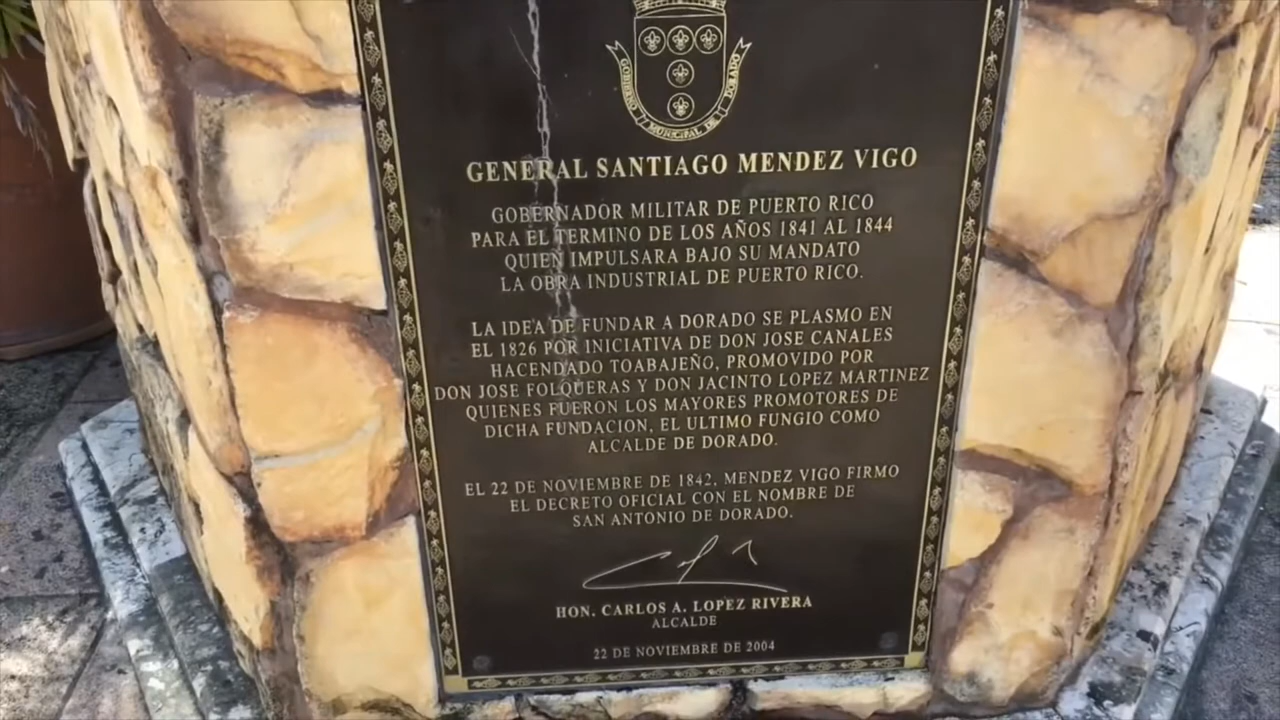 GOBIERNO MUNICIPAL DE DORADO
GENERAL SANTIAGO MENDEZ VIGO
GOBERNADOR MILITAR DE PUERTO RICO
PARA EL TERMINO DE LOS AÑOS 1841 AL 1844
QUIEN IMPULSARA BAJO SU MANDATO
LA OBRA INDUSTRIAL DE PUERTO RICO.
LA IDEA DE FUNDAR A DORADO SE PLASMO EN
EL 1826 POR INICIATIVA DE DON JOSE CANALES
HACENDADO TOABAJEÑO, PROMOVIDO POR
DON JOSE FOLQUERAS Y DON JACINTO LOPEZ MARTINEZ
QUIENES FUERON LOS MAYORES PROMOTORES DE
DICHA FUNDACION, EL ULTIMO FUNGIO COMO
ALCALDE DE DORADO.
EL 22 DE NOVIEMBRE DE 1842, MENDEZ VIGO FIRMO
EL DECRETO OFICIAL CON EL NOMBRE DE
SAN ANTONIO DE DORADO.
HON. CARLOS A. LOPEZ RIVERA
ALCALDE
22 DE NOVIEMBRE DE 2004